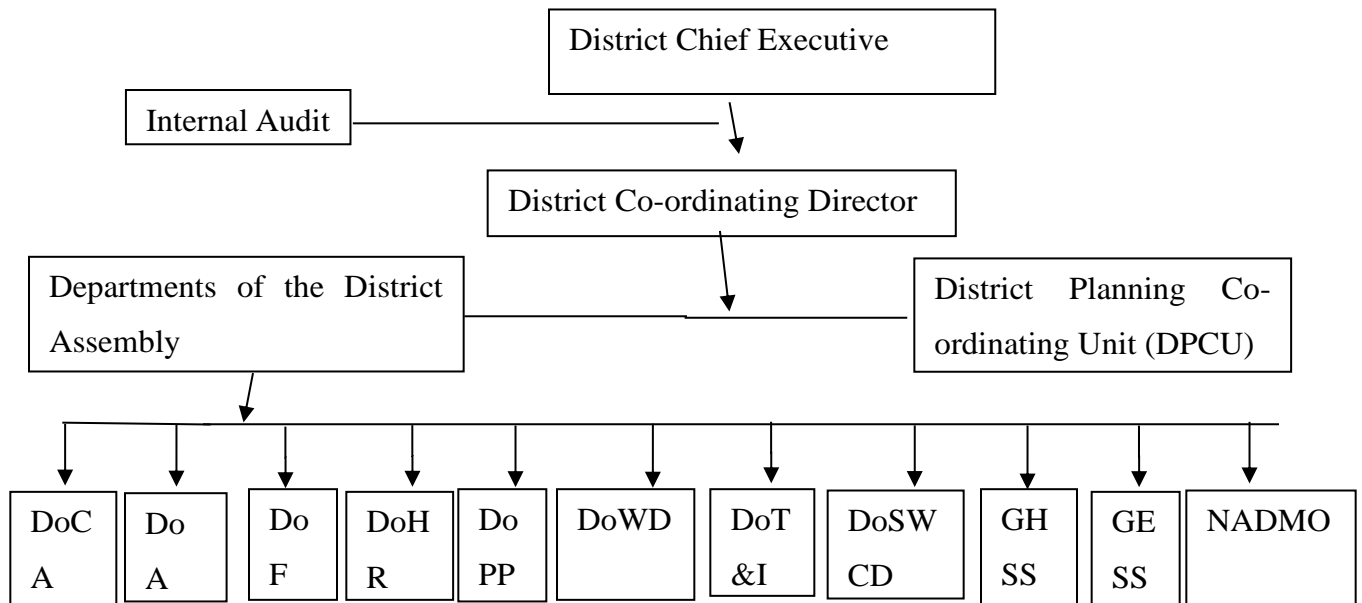 District Chief Executive
Internal Audit
District Co-ordinating Director
Departments of the District
Assembly
District Planning Co-
ordinating Unit (DPCU)
DoC
A
Do
A
Do
F
DoH
R
Do
PP
DoWD
DoT
&I
DoSW
CD
GH
SS
GE
SS
NADMO